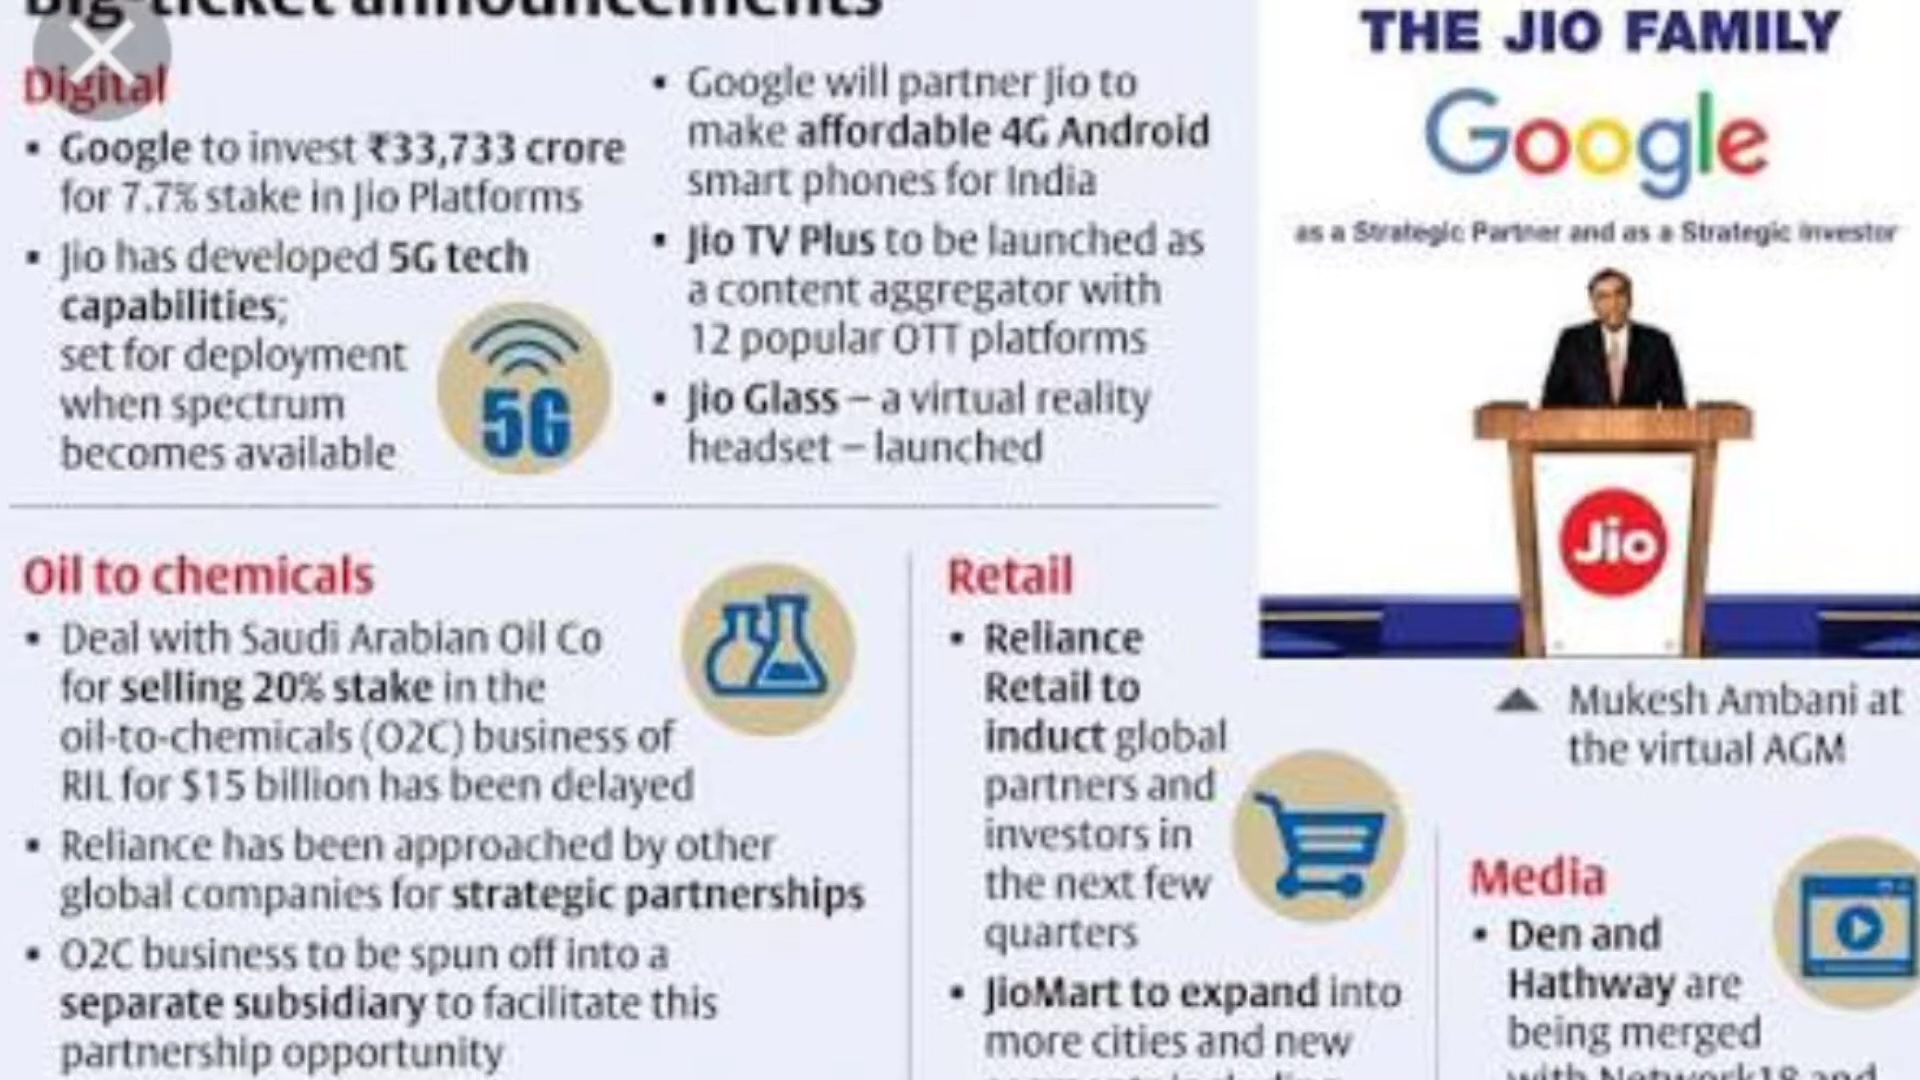 Big-ticket announcements
Digital
• Google to invest ₹33,733 crore
for 7.7% stake in Jio Platforms
• Jio has developed 5G tech
capabilities;
set for deployment
when spectrum
becomes available
5G
• Google will partner Jio to
make affordable 4G Android
smart phones for India
• Jio TV Plus to be launched as
a content aggregator with
12 popular OTT platforms
• Jio Glass – a virtual reality
headset – launched
THE JIO FAMILY
Google
as a Strategic Partner and as a Strategic Investor
Jio
▲ Mukesh Ambani at
the virtual AGM
Oil to chemicals
• Deal with Saudi Arabian Oil Co
for selling 20% stake in the
oil-to-chemicals (O2C) business of
RIL for $15 billion has been delayed
• Reliance has been approached by other
global companies for strategic partnerships
• O2C business to be spun off into a
separate subsidiary to facilitate this
partnership opportunity
Retail
• Reliance
Retail to
induct global
partners and
investors in
the next few
quarters
• JioMart to expand into
more cities and new
segments including
Media
• Den and
Hathway are
being merged
with Network18 and